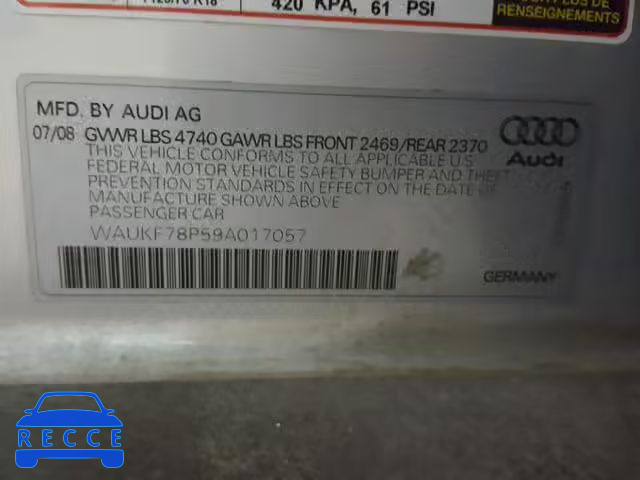 420 KPA, 61 PSI
PLUS DE
RENSEIGNEMENTS
MFD. BY AUDI AG
07/08 GVWR LBS 4740 GAWR LBS FRONT 2469/REAR 2370
THIS VEHICLE CONFORMS TO ALL APPLICABLE U.S.
FEDERAL MOTOR VEHICLE SAFETY BUMPER AND THEFT
PREVENTION STANDARDS IN EFFECT ON THE DATE OF
MANUFACTURE SHOWN ABOVE
PASSENGER CAR
Audi
WAUKF78P59A017057
GERMANY
RECCE